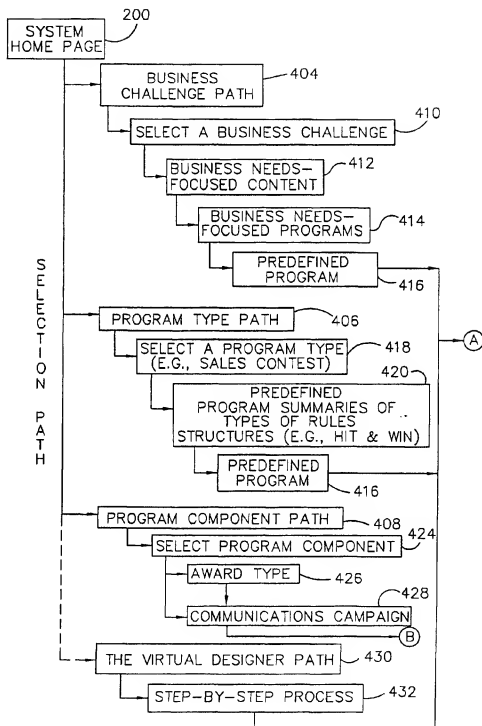 SYSTEM
HOME PAGE
200
BUSINESS
CHALLENGE PATH
404
SELECT A BUSINESS CHALLENGE
410
BUSINESS NEEDS-
FOCUSED CONTENT
412
BUSINESS NEEDS-
FOCUSED PROGRAMS
414
PREDEFINED
PROGRAM
416
SELECTION PATH
A
PROGRAM TYPE PATH
406
SELECT A PROGRAM TYPE
(E.G., SALES CONTEST)
418
420
PREDEFINED
PROGRAM SUMMARIES OF
TYPES OF RULES
STRUCTURES (E.G., HIT & WIN)
PREDEFINED
PROGRAM
416
PROGRAM COMPONENT PATH
408
SELECT PROGRAM COMPONENT
424
AWARD TYPE
426
428
COMMUNICATIONS CAMPAIGN
B
THE VIRTUAL DESIGNER PATH
430
STEP-BY-STEP PROCESS
432